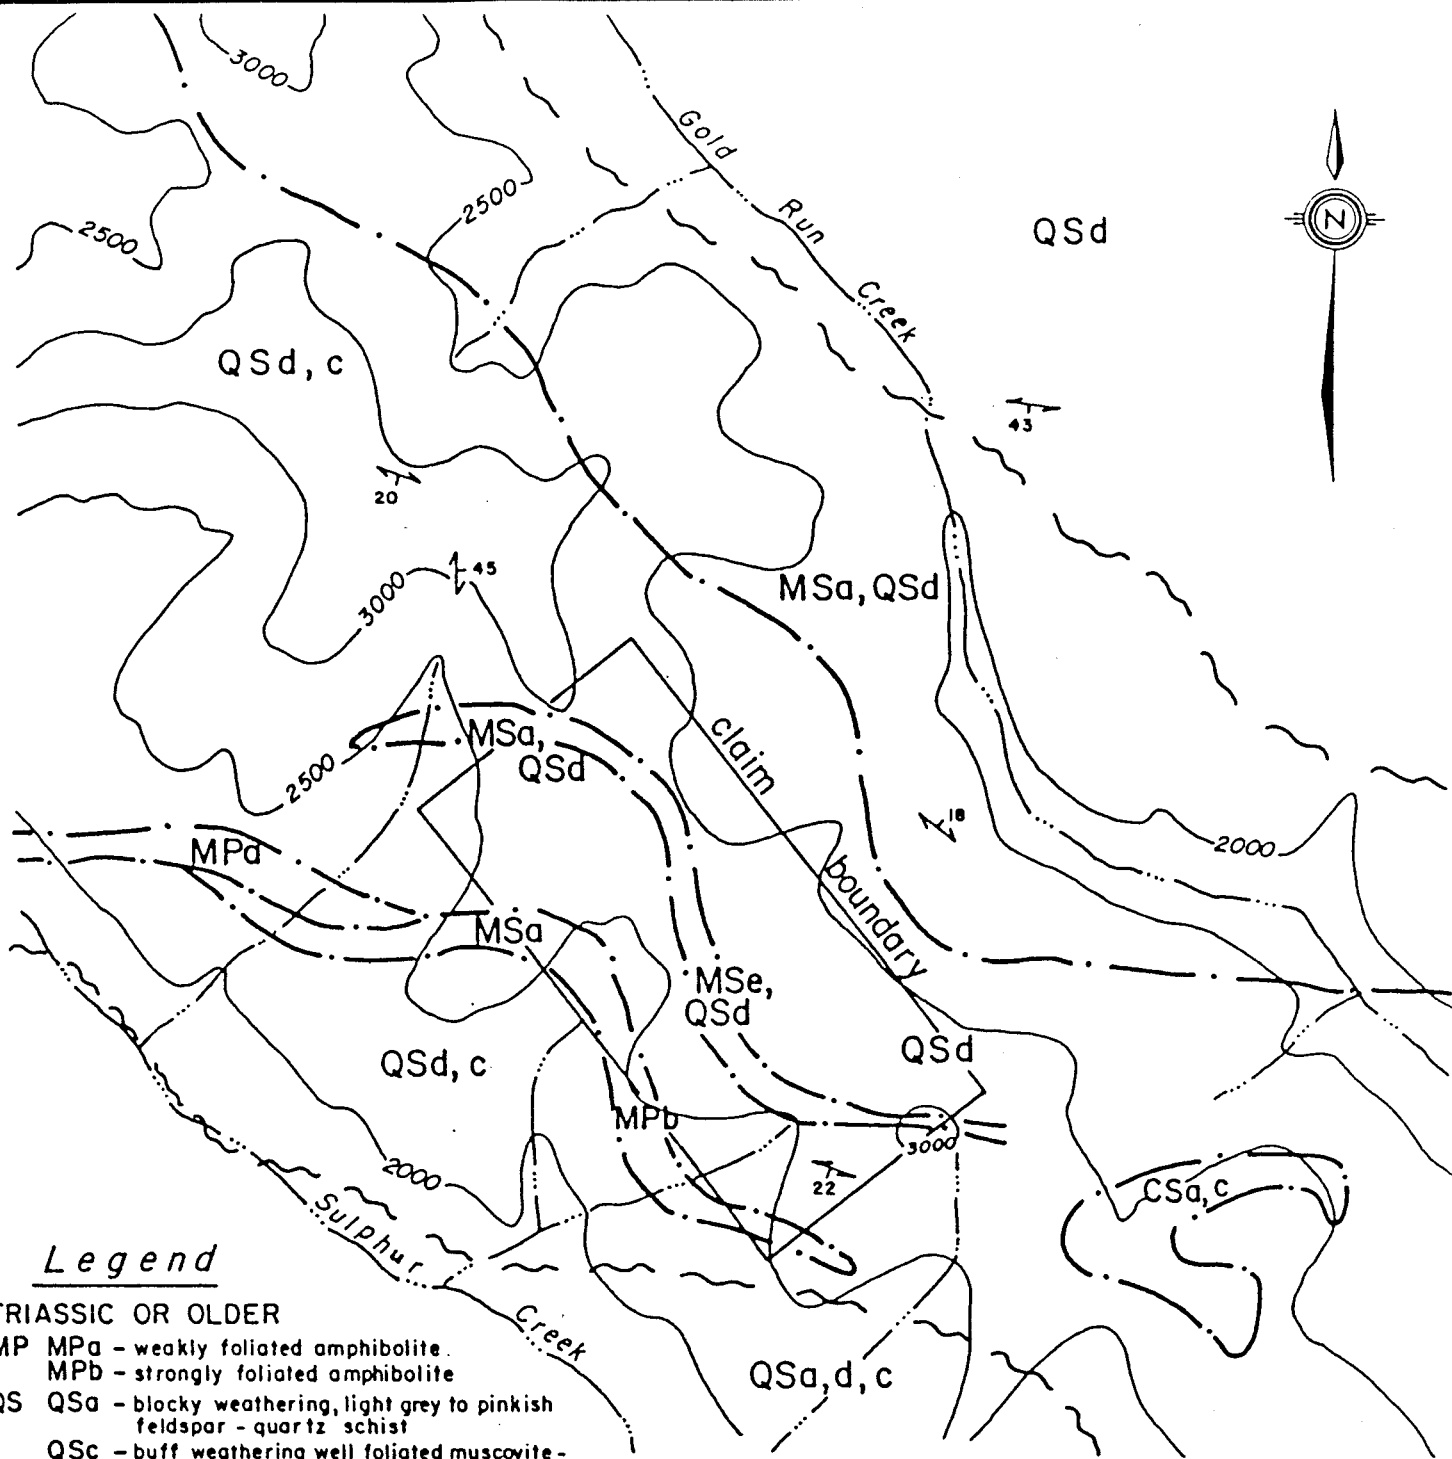 3000
Gold
Run
Creek
2500
2500
QSd
N
QSd, c
43
20
45
3000
MSa, QSd
MSa,
QSd
claim
boundary
2500
18
2000
MPd
MSa
MSe,
QSd
QSd
QSd, c
MPb
3000
22
2000
CSa, c
Sulphur
Creek
QSa, d, c
Legend
TRIASSIC OR OLDER
MP MPa - weakly foliated amphibolite.
MPb - strongly foliated amphibolite
QS QSa - blocky weathering, light grey to pinkish
feldspar - quartz schist
QSc - buff weathering well foliated muscovite -